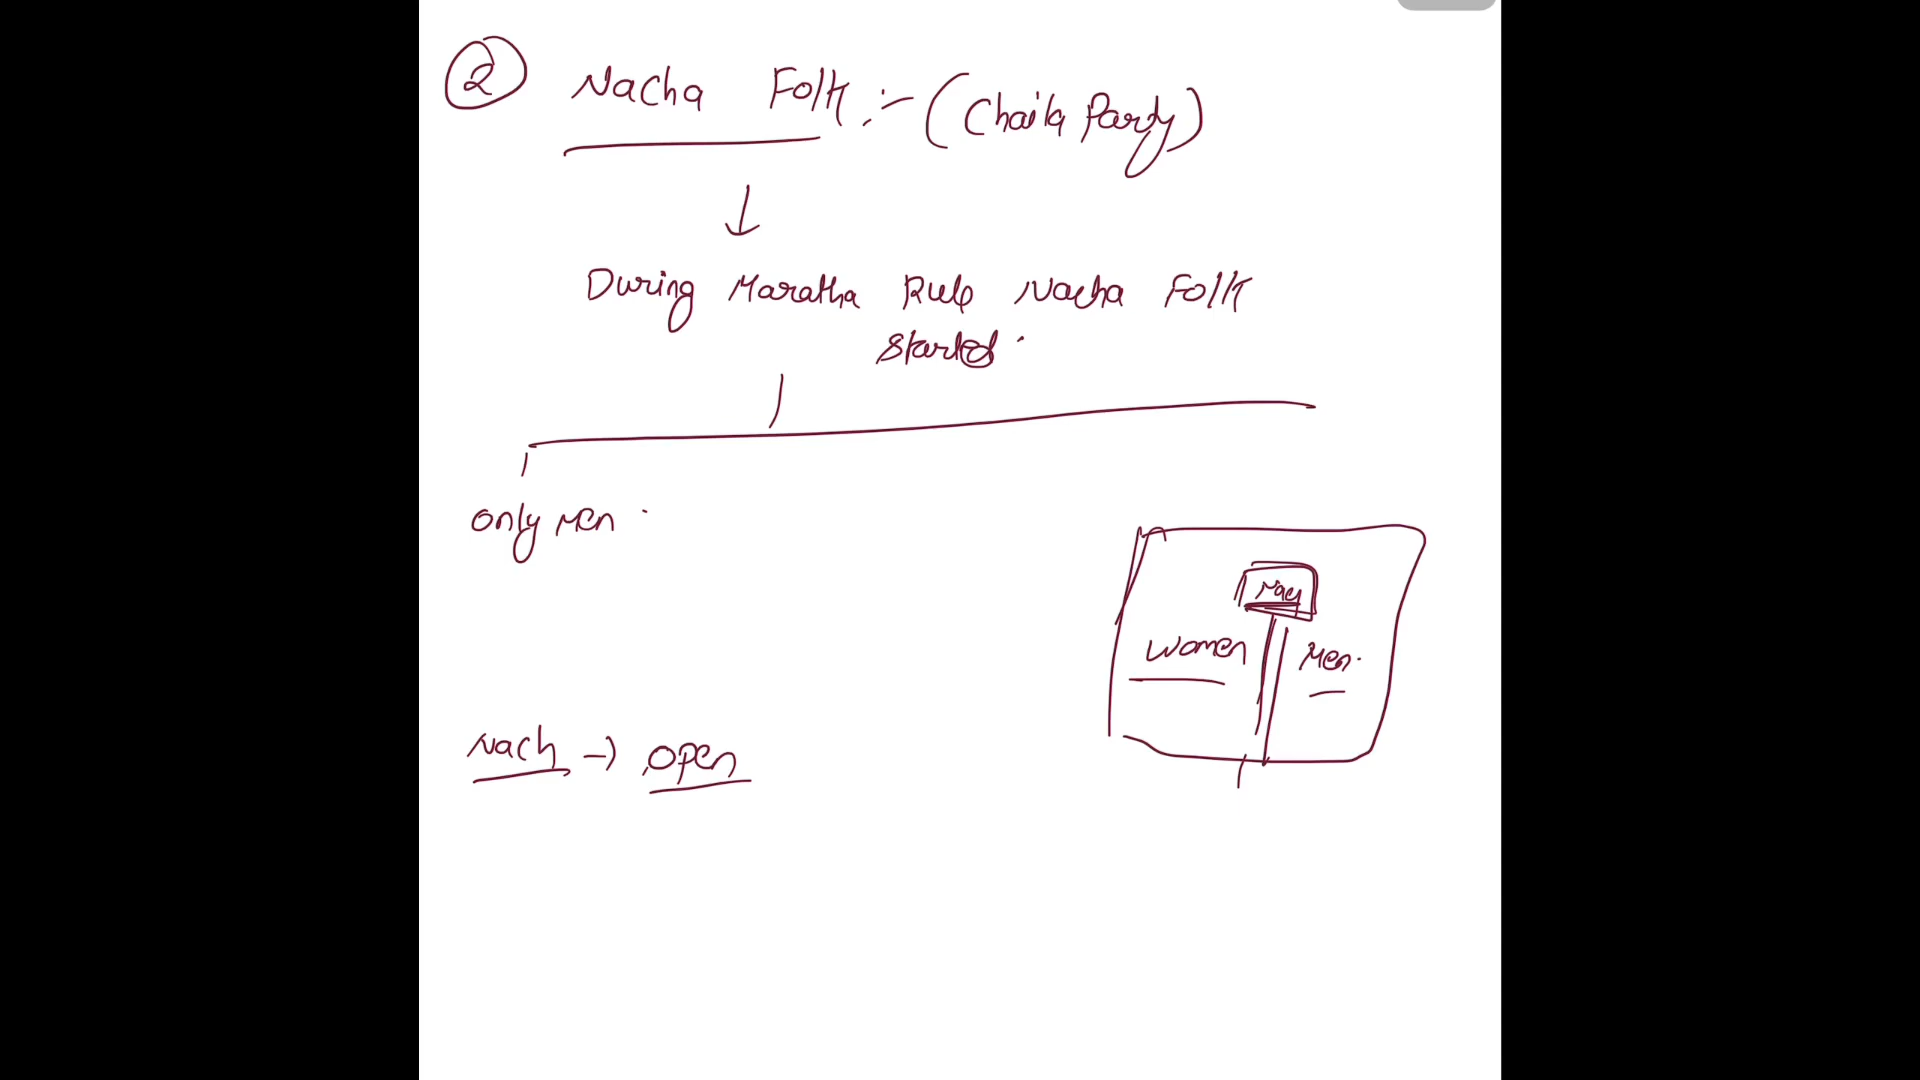 2 Nacha Folk :- (Chaila Party)
During Maratha Rule Nacha Folk
Started.
Only Men
Women Men.
Nach → open